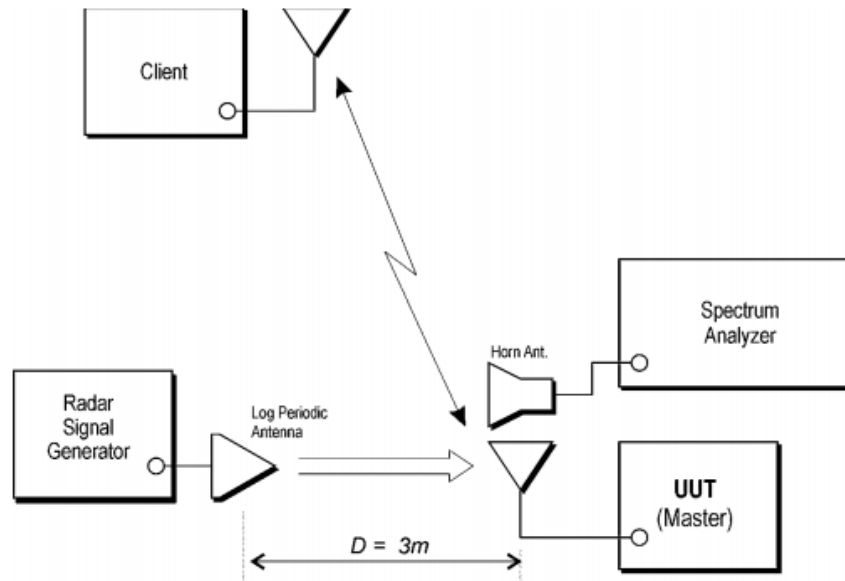 Client
Spectrum
Analyzer
Horn Ant.
Radar
Signal
Generator
Log Periodic
Antenna
UUT
(Master)
D = 3m